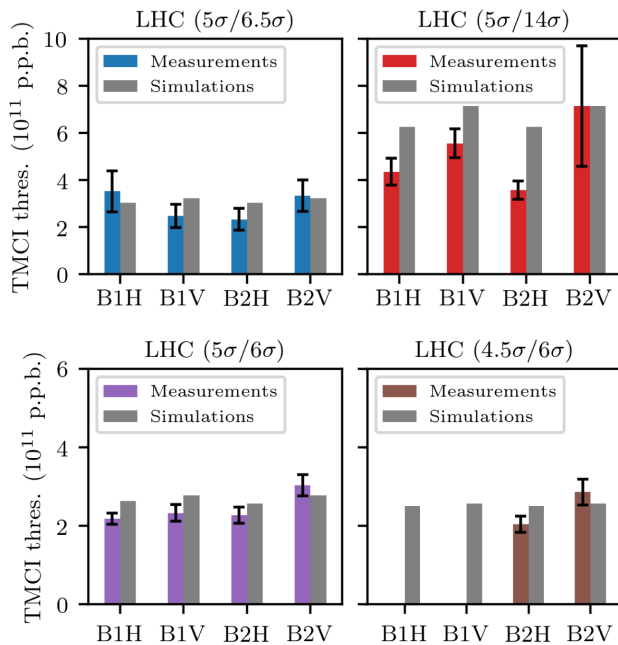 LHC (5σ/6.5σ)
LHC (5σ/14σ)
TMCI thres. (10¹¹ p.p.b.)
10
8
6
4
2
0
Measurements
Simulations
Measurements
Simulations
B1H B1V B2H B2V
B1H B1V B2H B2V
LHC (5σ/6σ)
LHC (4.5σ/6σ)
TMCI thres. (10¹¹ p.p.b.)
6
4
2
0
Measurements
Simulations
Measurements
Simulations
B1H B1V B2H B2V
B1H B1V B2H B2V